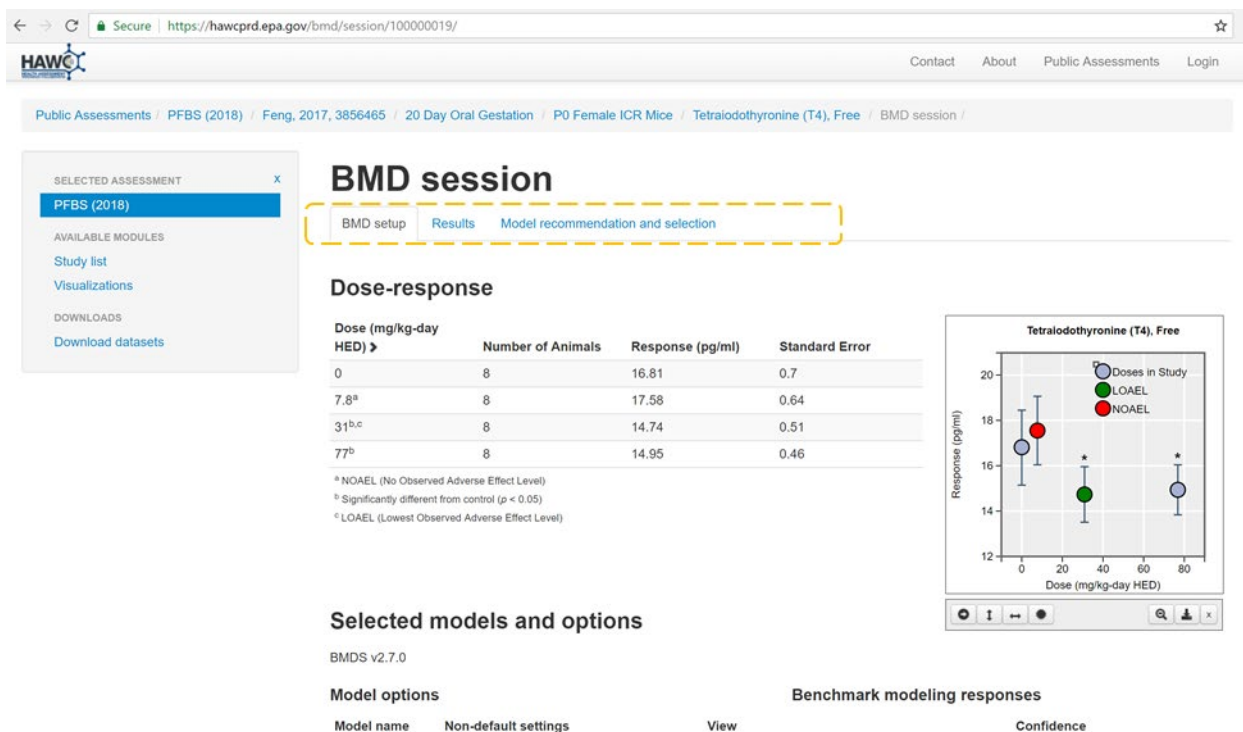 Secure | https://hawcprd.epa.gov/bmd/session/100000019/
HAWC
Contact About Public Assessments Login
Public Assessments / PFBS (2018) / Feng, 2017, 3856465 / 20 Day Oral Gestation / P0 Female ICR Mice / Tetraiodothyronine (T4), Free / BMD session /
SELECTED ASSESSMENT x
PFBS (2018)
AVAILABLE MODULES
Study list
Visualizations
DOWNLOADS
Download datasets
BMD session
BMD setup Results Model recommendation and selection
Dose-response
Dose (mg/kg-day
HED) Number of Animals Response (pg/ml) Standard Error
0 8 16.81 0.7
7.8a 8 17.58 0.64
31b,c 8 14.74 0.51
77b 8 14.95 0.46
a NOAEL (No Observed Adverse Effect Level)
b Significantly different from control (p < 0.05)
c LOAEL (Lowest Observed Adverse Effect Level)
Tetraiodothyronine (T4), Free
Doses in Study
LOAEL
NOAEL
Response (pg/ml)
20
18
16
14
12
* *
0 20 40 60 80
Dose (mg/kg-day HED)
x
Selected models and options
BMDS v2.7.0
Model options Benchmark modeling responses
Model name Non-default settings View Confidence